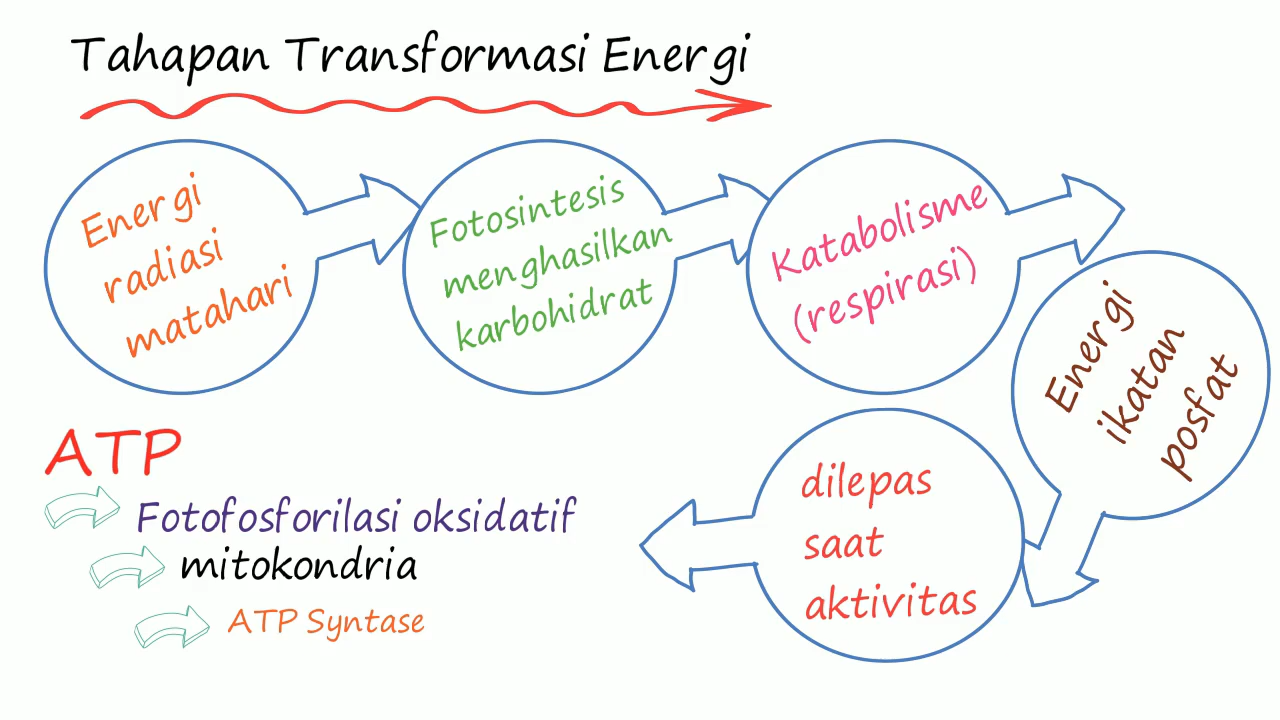 Tahapan Transformasi Energi
Energi
radiasi
matahari
Fotosintesis
menghasilkan
karbohidrat
Katabolisme
(respirasi)
Energi
ikatan
posfat
dilepas
saat
aktivitas
ATP
Fotofosforilasi oksidatif
mitokondria
ATP Syntase